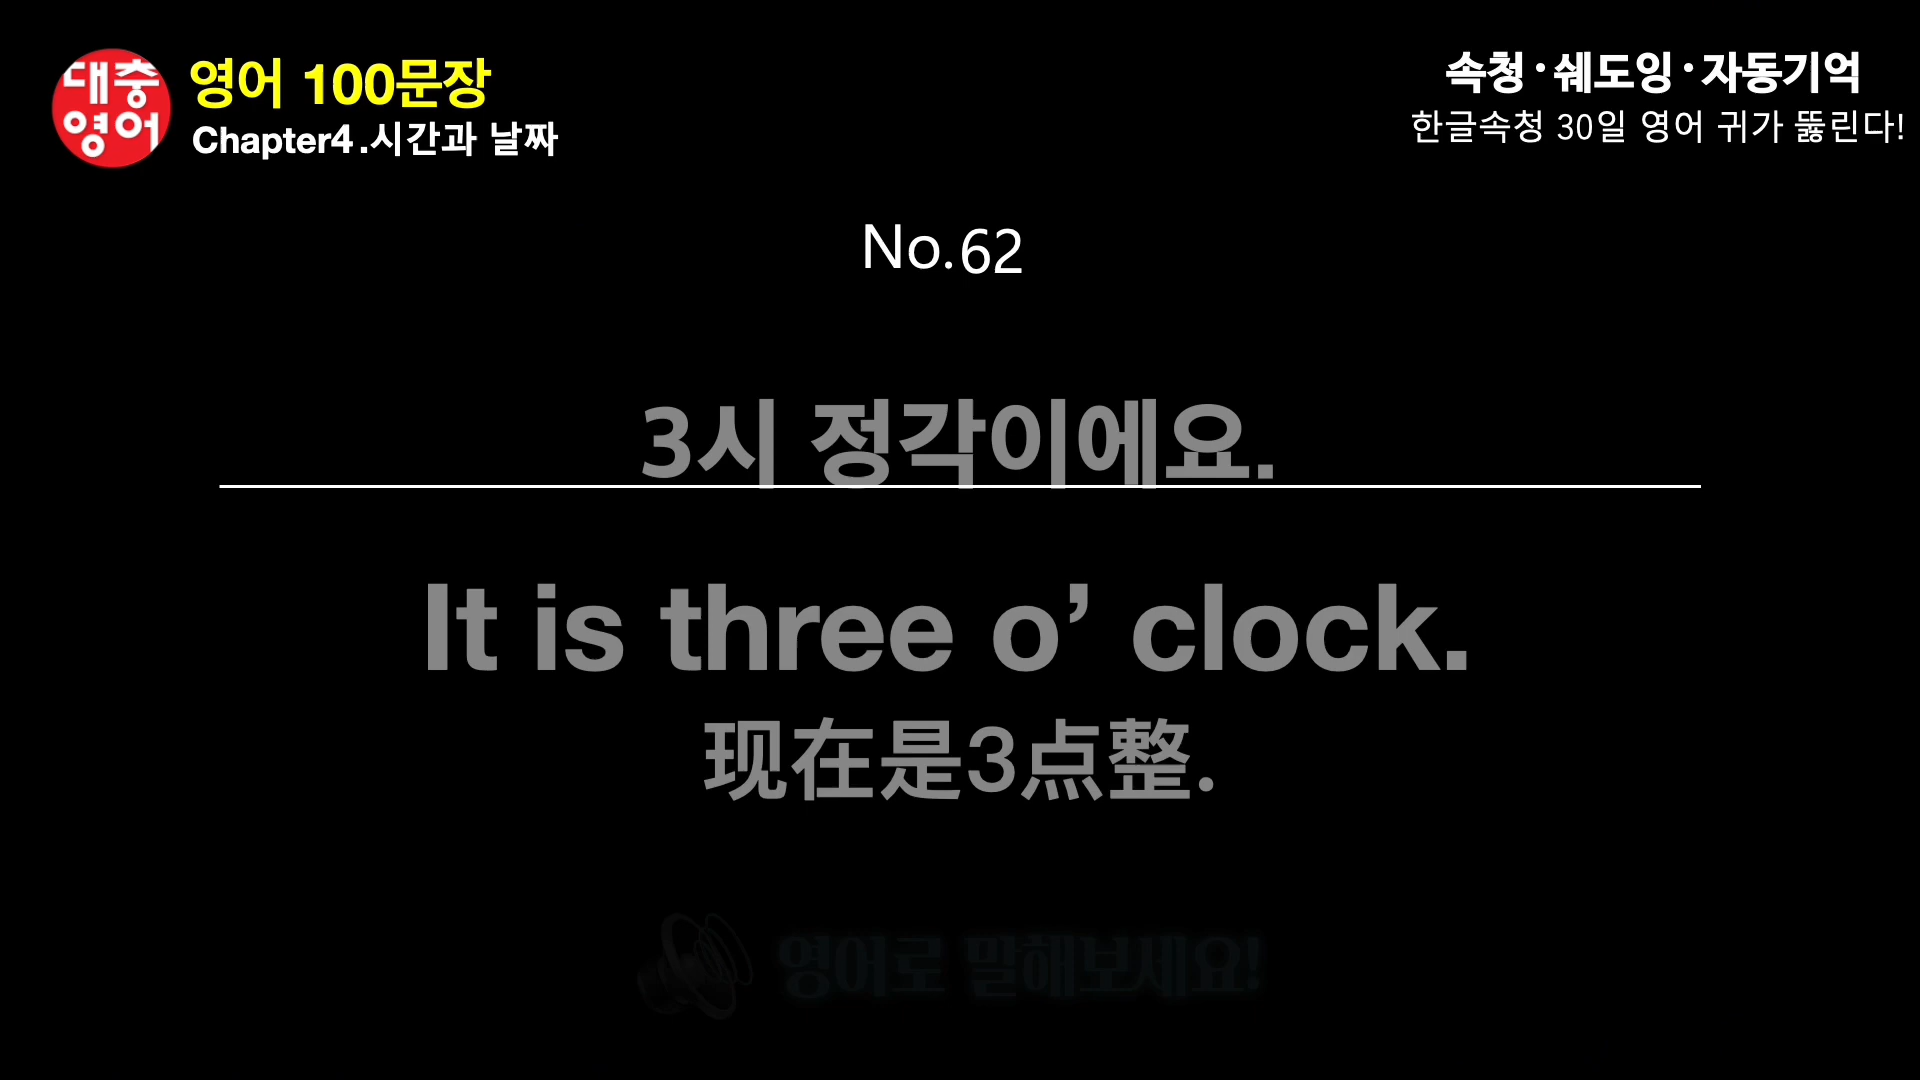 대충
영어
영어 100문장
Chapter4.시간과 날짜
속청·쉐도잉·자동기억
한글속청 30일 영어 귀가 뚫린다!
No.62
3시 정각이에요.
It is three o’ clock.
现在是3点整.
영어로 말해보세요!